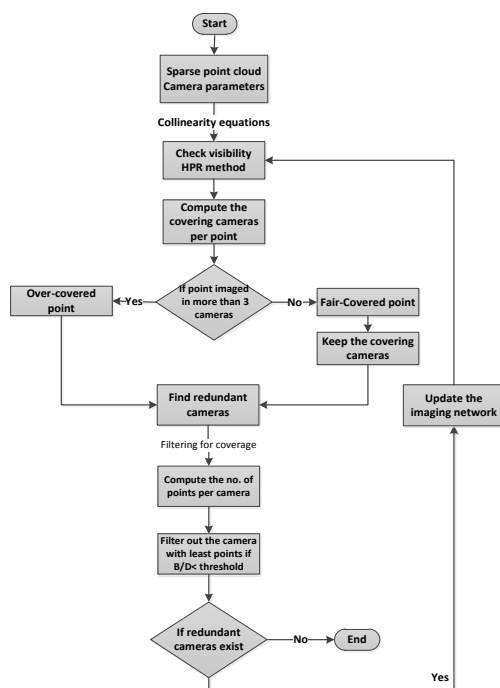 Start
Sparse point cloud
Camera parameters
Collinearity equations
Check visibility
HPR method
Compute the
covering cameras
per point
If point imaged
in more than 3
cameras
Yes
No
Over-covered
point
Fair-Covered point
Keep the covering
cameras
Find redundant
cameras
Update the
imaging network
Filtering for coverage
Compute the no. of
points per camera
Filter out the camera
with least points if
B/D< threshold
If redundant
cameras exist
No
End
Yes